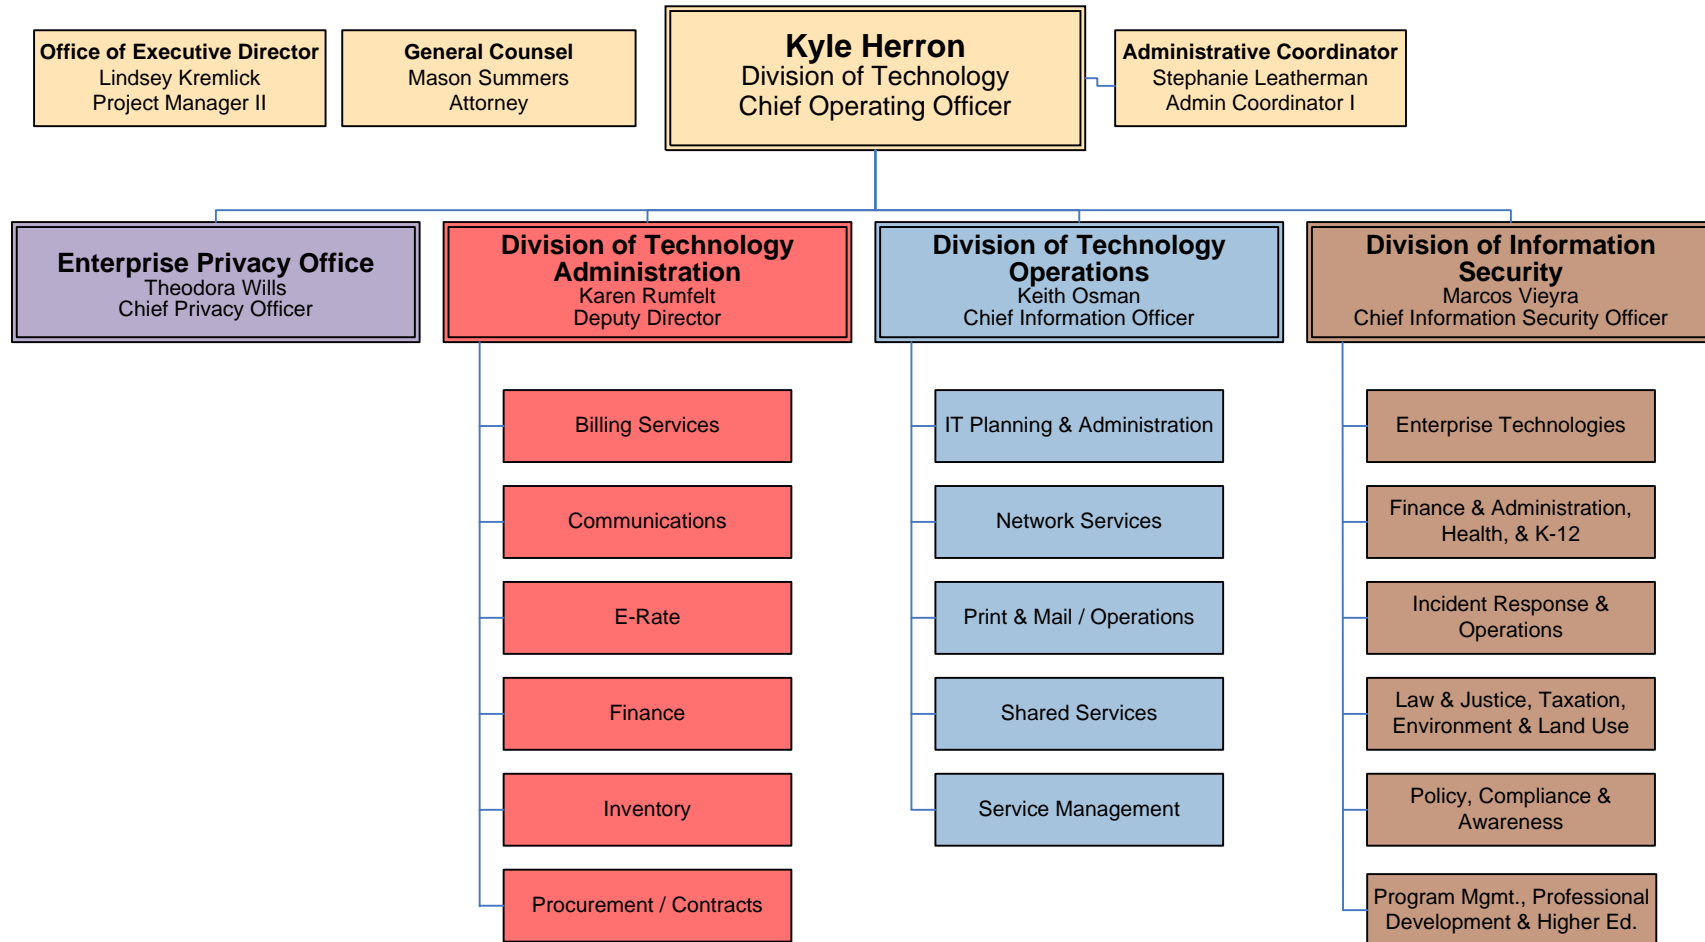 Office of Executive Director
Lindsey Kremlick
Project Manager II
General Counsel
Mason Summers
Attorney
Kyle Herron
Division of Technology
Chief Operating Officer
Administrative Coordinator
Stephanie Leatherman
Admin Coordinator I
Enterprise Privacy Office
Theodora Wills
Chief Privacy Officer
Division of Technology
Administration
Karen Rumfelt
Deputy Director
Division of Technology
Operations
Keith Osman
Chief Information Officer
Division of Information
Security
Marcos Vieyra
Chief Information Security Officer
Billing Services
Communications
E-Rate
Finance
Inventory
Procurement / Contracts
IT Planning & Administration
Network Services
Print & Mail / Operations
Shared Services
Service Management
Enterprise Technologies
Finance & Administration,
Health, & K-12
Incident Response &
Operations
Law & Justice, Taxation,
Environment & Land Use
Policy, Compliance &
Awareness
Program Mgmt., Professional
Development & Higher Ed.